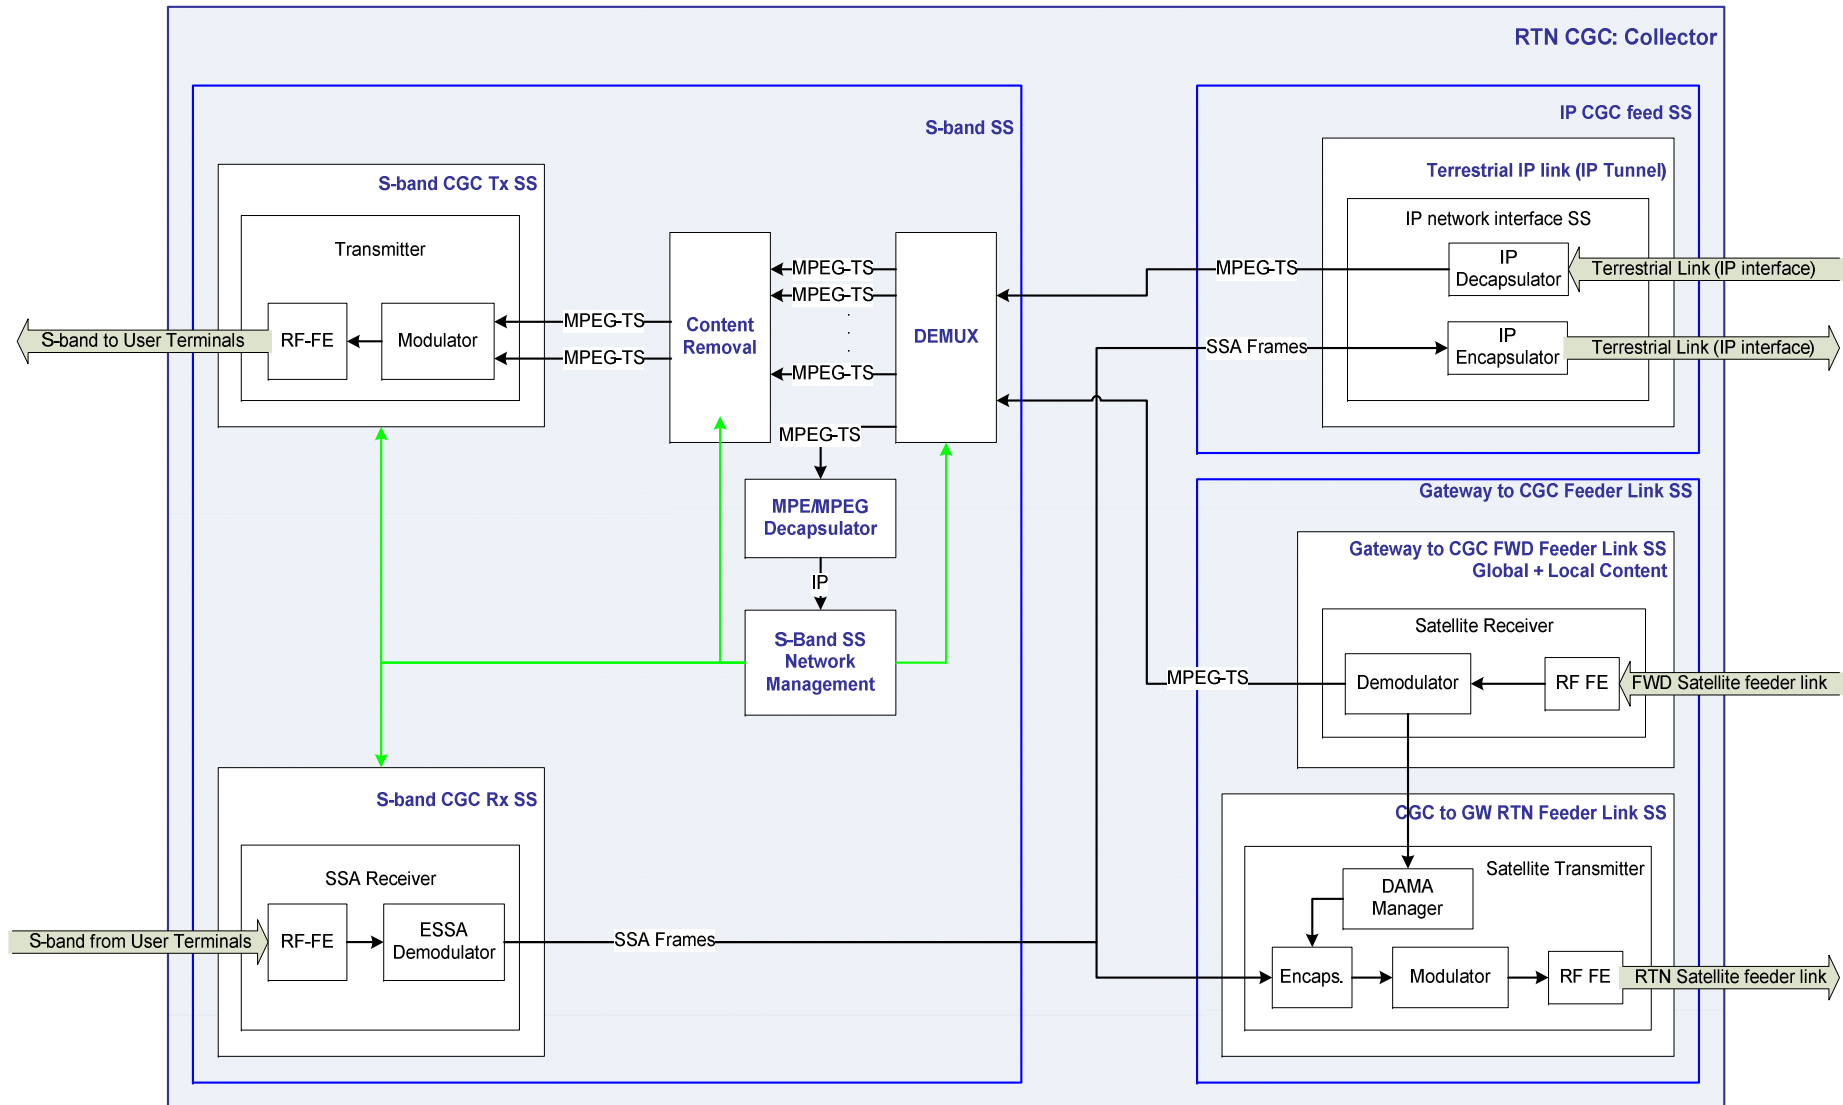 RTN CGC: Collector
S-band SS
IP CGC feed SS
S-band CGC Tx SS
Terrestrial IP link (IP Tunnel)
Transmitter
IP network interface SS
RF-FE
Modulator
S-band to User Terminals
MPEG-TS
MPEG-TS
Content
Removal
MPEG-TS
MPEG-TS
MPEG-TS
DEMUX
MPEG-TS
MPEG-TS
IP
Decapsulator
Terrestrial Link (IP interface)
SSA Frames
IP
Encapsulator
Terrestrial Link (IP interface)
MPE/MPEG
Decapsulator
IP
S-Band SS
Network
Management
Gateway to CGC Feeder Link SS
Gateway to CGC FWD Feeder Link SS
Global + Local Content
Satellite Receiver
MPEG-TS
Demodulator
RF FE
FWD Satellite feeder link
S-band CGC Rx SS
SSA Receiver
S-band from User Terminals
RF-FE
ESSA
Demodulator
SSA Frames
CGC to GW RTN Feeder Link SS
Satellite Transmitter
DAMA
Manager
Encaps.
Modulator
RF FE
RTN Satellite feeder link